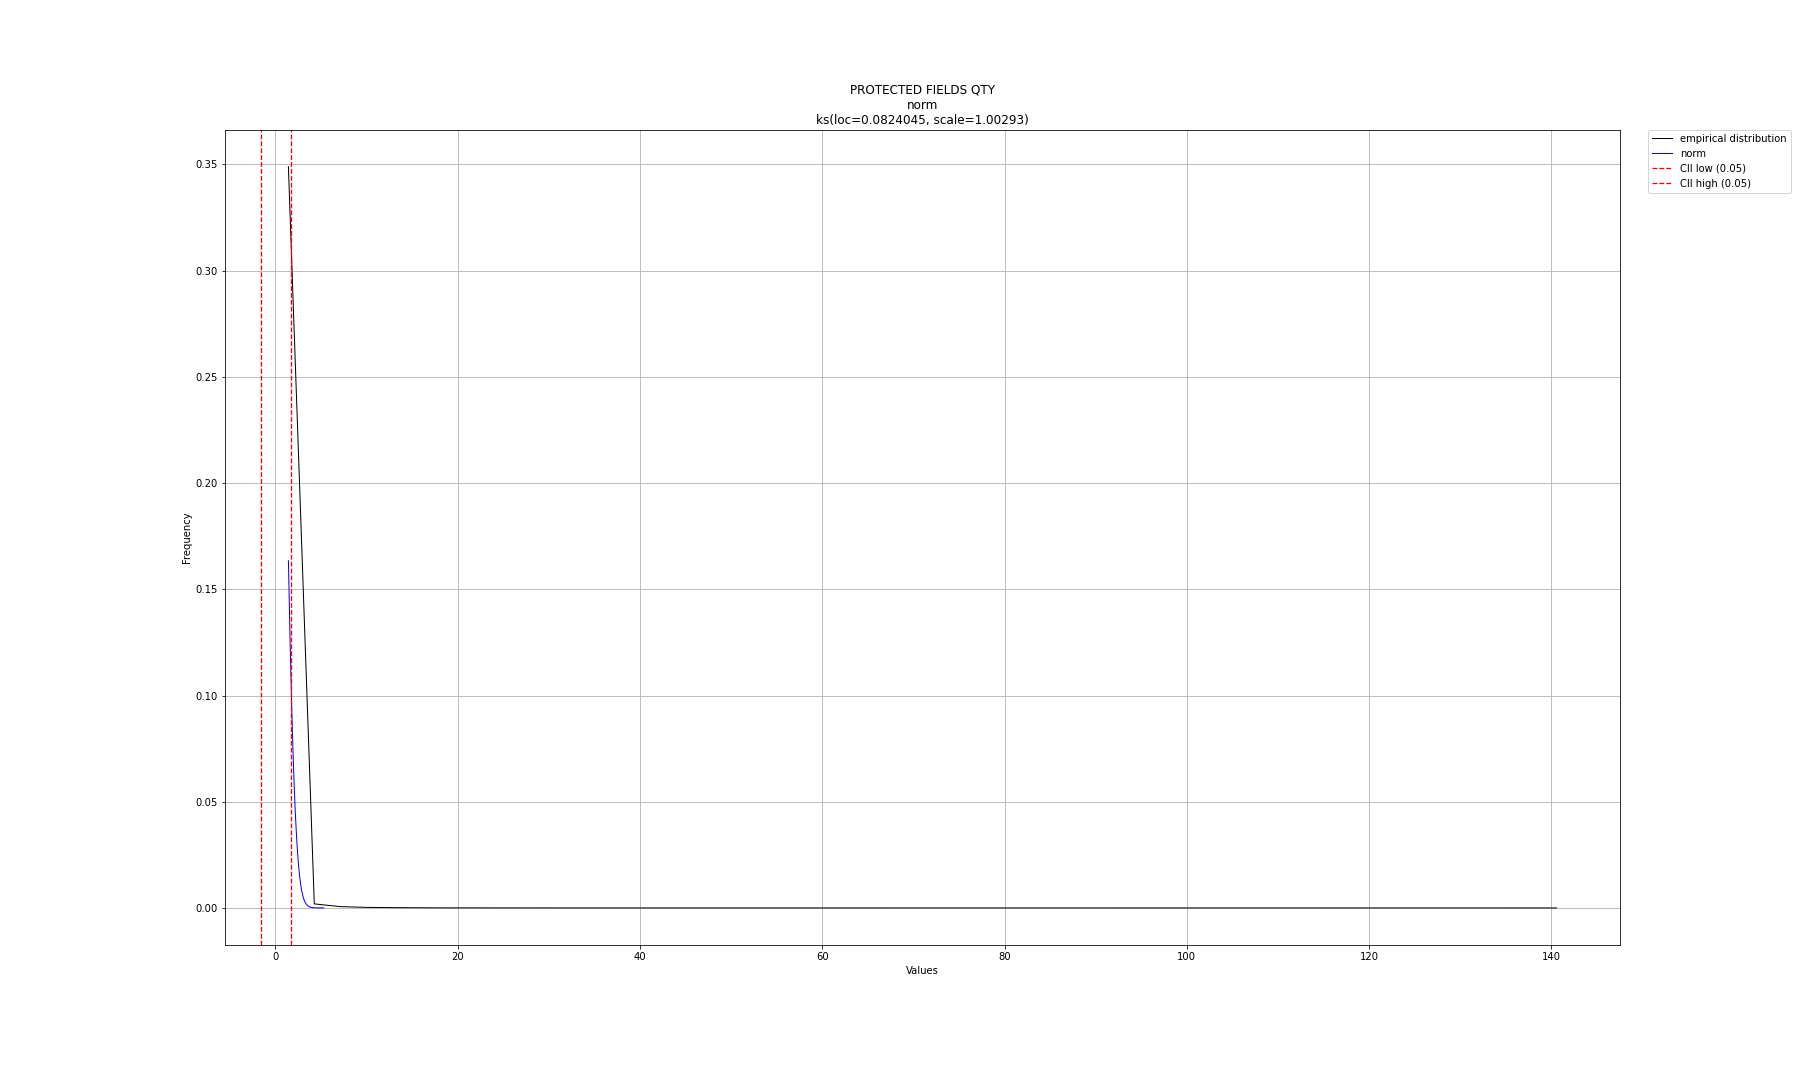 PROTECTED FIELDS QTY
norm
ks(loc=0.0824045, scale=1.00293)
empirical distribution
norm
CII low (0.05)
CII high (0.05)
0.35
0.30
0.25
0.20
0.15
0.10
0.05
0.00
Frequency
0 20 40 60 80 100 120 140
Values